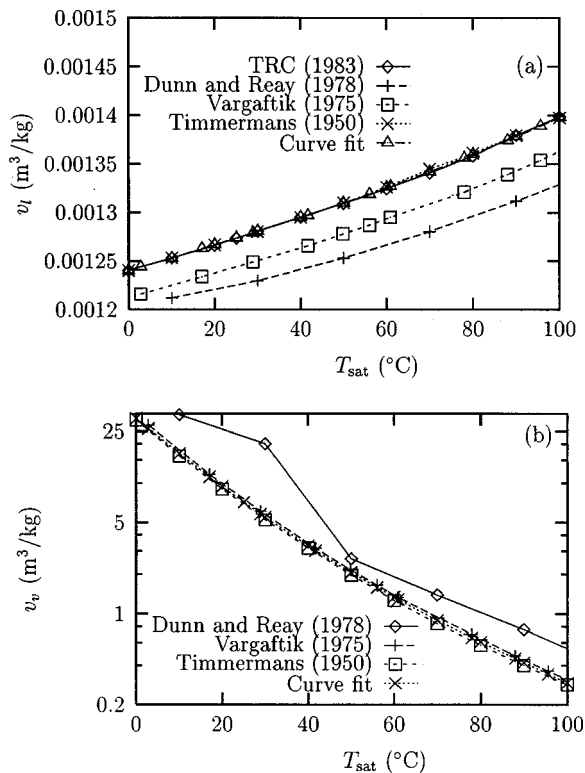 0.0015
0.00145
0.0014
0.00135
0.0013
0.00125
0.0012
v_l (m³/kg)
TRC (1983)
Dunn and Reay (1978)
Vargaftik (1975)
Timmermans (1950)
Curve fit
(a)
0 20 40 60 80 100
T_sat (°C)
25
5
1
0.2
v_v (m³/kg)
(b)
Dunn and Reay (1978)
Vargaftik (1975)
Timmermans (1950)
Curve fit
0 20 40 60 80 100
T_sat (°C)